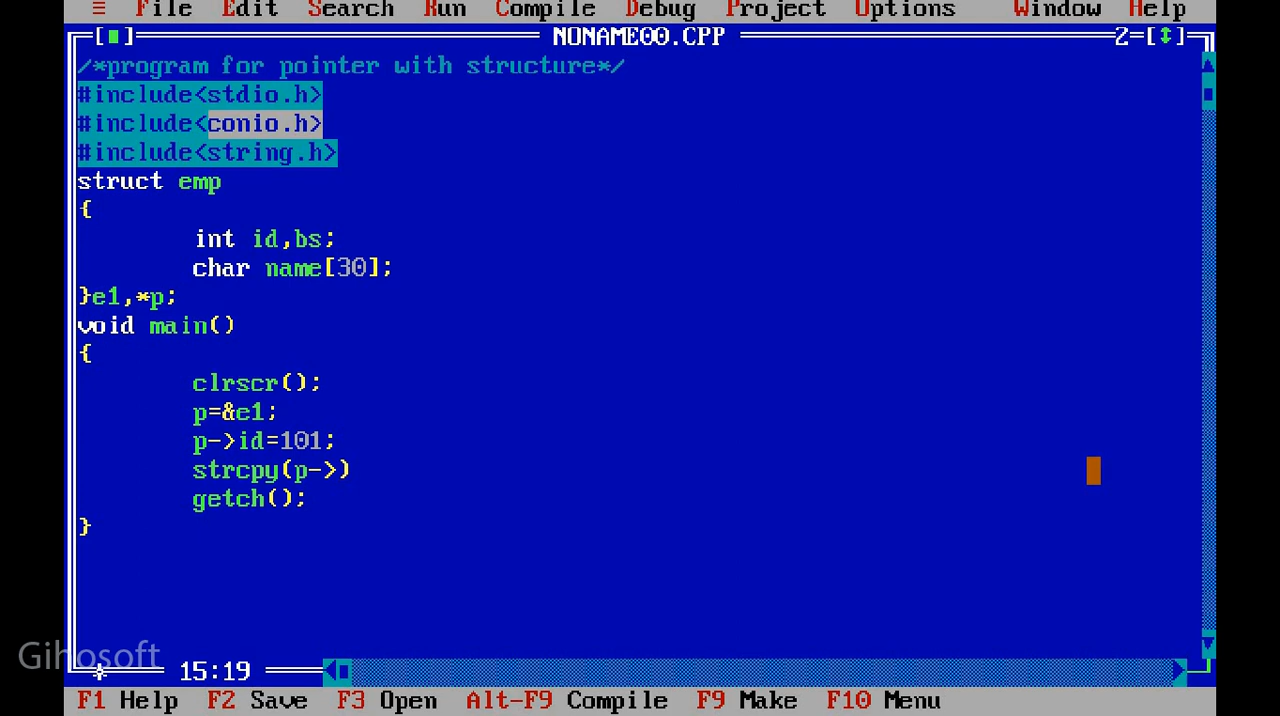 ≡ File Edit Search Run Compile Debug Project Options Window Help
[■] NONAME00.CPP 2=[↕]
/*program for pointer with structure*/
#include<stdio.h>
#include<conio.h>
#include<string.h>
struct emp
{
int id,bs;
char name[30];
}e1,*p;
void main()
{
clrscr();
p=&e1;
p->id=101;
strcpy(p->)
getch();
}
Gihosoft
* 15:19
F1 Help F2 Save F3 Open Alt-F9 Compile F9 Make F10 Menu